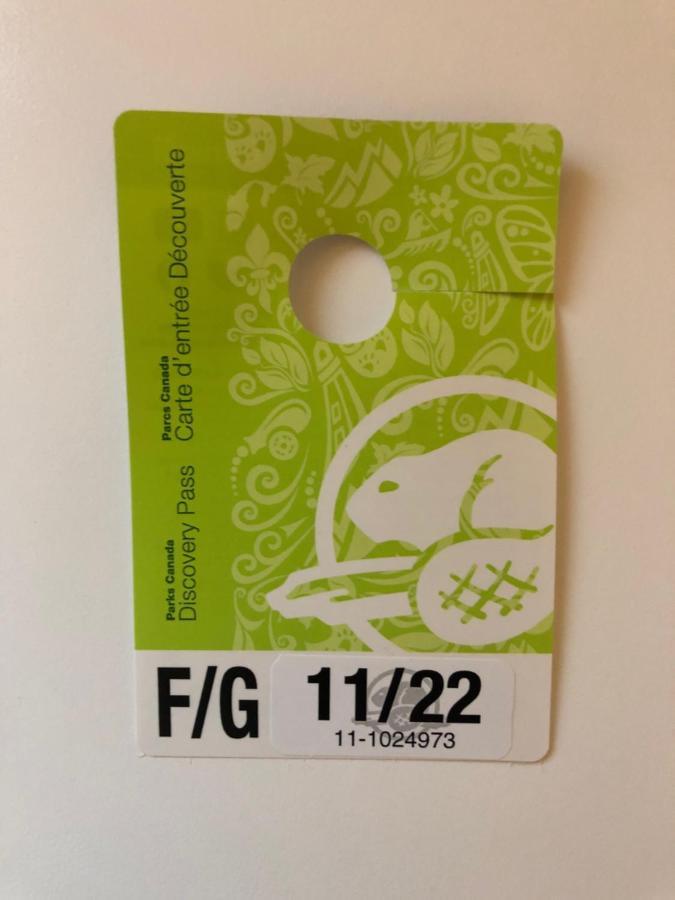 Parks Canada
Discovery Pass
Parcs Canada
Carte d'entrée Découverte
F/G
11/22
11-1024973